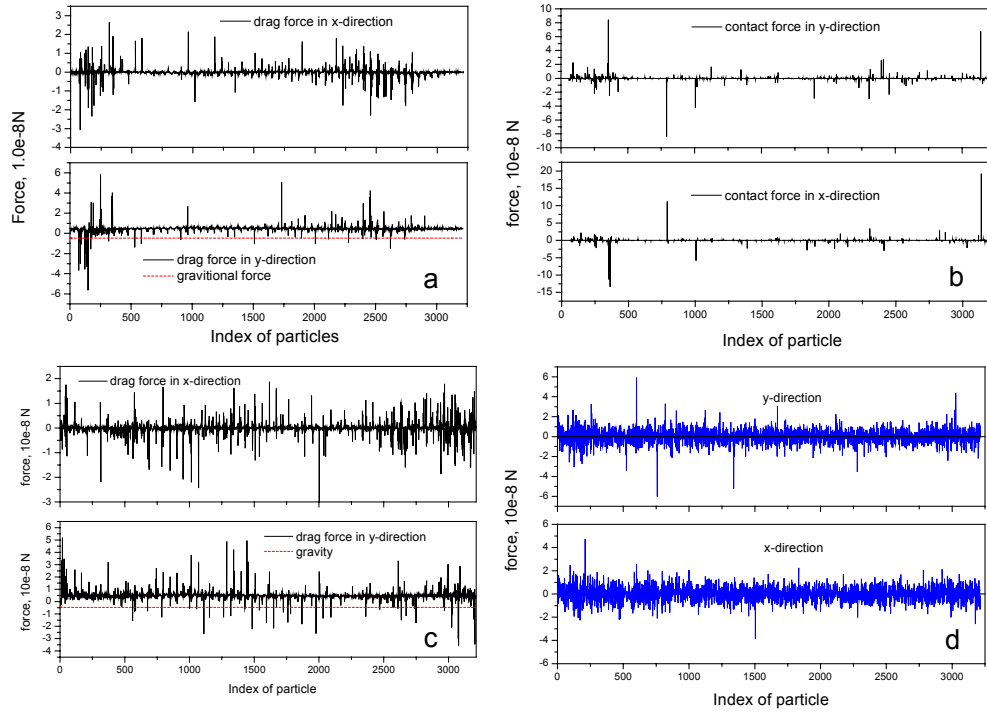 drag force in x-direction
3
2
1
0
-1
-2
-3
-4
Force, 1.0e-8N
6
4
2
0
-2
-4
-6
drag force in y-direction
gravitional force
a
0 500 1000 1500 2000 2500 3000
Index of particles
contact force in y-direction
10
8
6
4
2
0
-2
-4
-6
-8
-10
force, 10e-8 N
contact force in x-direction
20
15
10
5
0
-5
-10
-15
b
0 500 1000 1500 2000 2500 3000
Index of particle
drag force in x-direction
2
1
0
-1
-2
-3
force, 10e-8 N
drag force in y-direction
gravity
6
5
4
3
2
1
0
-1
-2
-3
-4
force, 10e-8 N
c
0 500 1000 1500 2000 2500 3000
Index of particle
y-direction
6
4
2
0
-2
-4
-6
force, 10e-8 N
x-direction
6
4
2
0
-2
-4
-6
d
0 500 1000 1500 2000 2500 3000
Index of particle